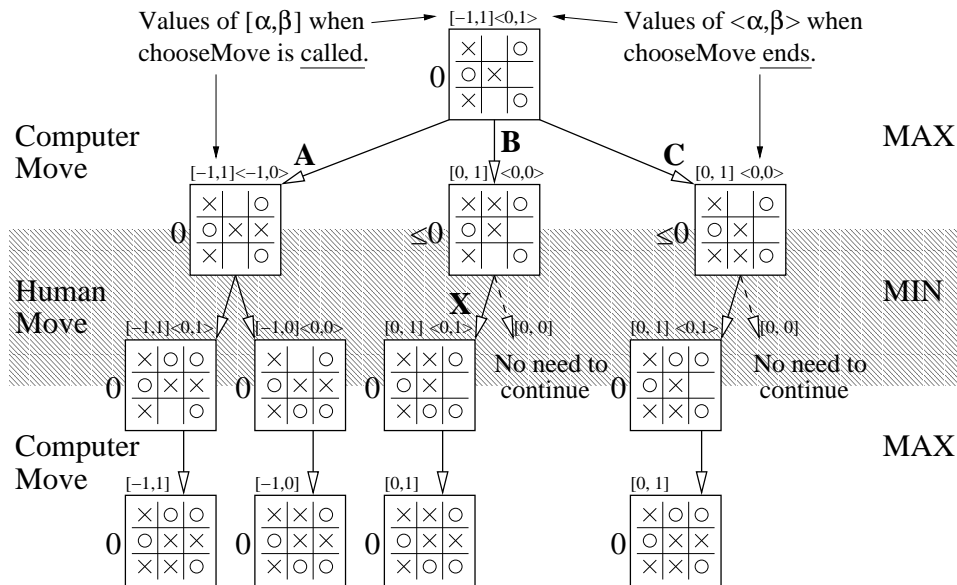 Values of [α,β] when
chooseMove is called.
[-1,1]<0,1>
Values of <α,β> when
chooseMove ends.
× ○
0 ○ ×
× ○
Computer
Move
A
B
C
MAX
[-1,1]<-1,0>
[0, 1] <0,0>
[0, 1] <0,0>
× ○ × × ○ × ○
0 ○ × × ≤0 ○ × ≤0 ○ ×
× ○ × ○ × × ○
Human
Move
X
MIN
[-1,1]<0,1>
[-1,0]<0,0>
[0, 1] <0,1>
[0, 0]
[0, 1] <0,1>
[0, 0]
No need to
continue
No need to
continue
× ○ ○ × ○ × × ○ × ○ ○
0 ○ × × 0 ○ × × 0 ○ × 0 ○ ×
× ○ × ○ ○ × ○ ○ × × ○
Computer
Move
MAX
[-1,1]
[-1,0]
[0,1]
[0, 1]
× ○ ○ × × ○ × × ○ × ○ ○
0 ○ × × 0 ○ × × 0 ○ × × 0 ○ × ×
× × ○ × ○ ○ × ○ ○ × × ○